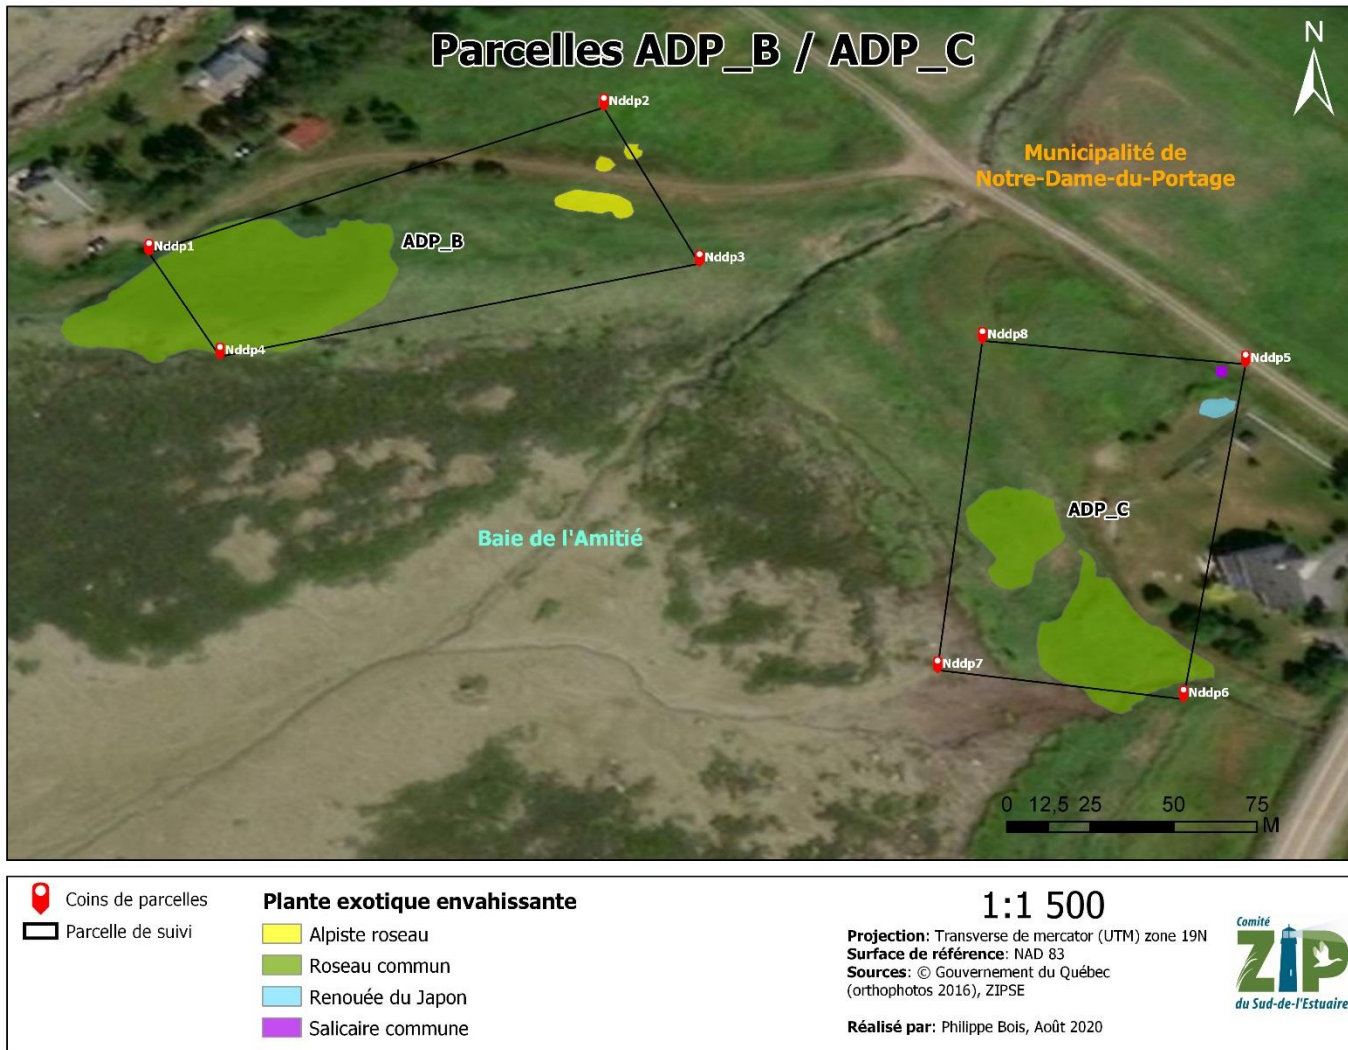 Parcelles ADP_B / ADP_C
N
Nddp2
Municipalité de
Notre-Dame-du-Portage
Nddp1
ADP_B
Nddp3
Nddp4
Nddp8
Nddp5
ADP_C
Baie de l'Amitié
Nddp7
Nddp6
0 12,5 25 50 75
M
Coins de parcelles
Parcelle de suivi
Plante exotique envahissante
Alpiste roseau
Roseau commun
Renouée du Japon
Salicaire commune
1:1 500
Projection: Transverse de mercator (UTM) zone 19N
Surface de référence: NAD 83
Sources: © Gouvernement du Québec
(orthophotos 2016), ZIPSE
Réalisé par: Philippe Bois, Août 2020
Comité
ZIP
du Sud-de-l'Estuaire